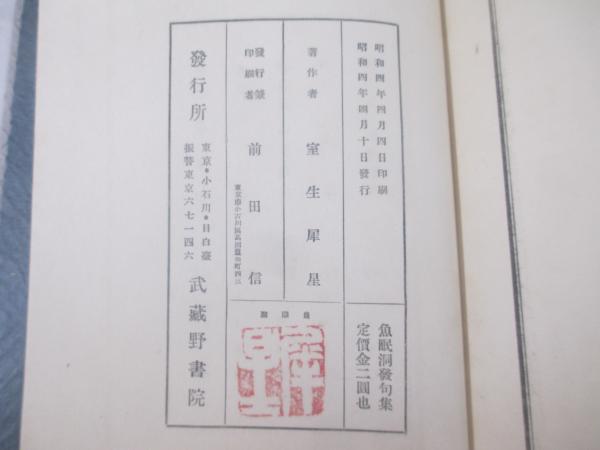 昭和四年四月四日印刷
昭和四年四月十日發行
魚眠洞發句集
定價金二圓也
著作者
室生犀星
發行兼
印刷者
前田信
發行所
東京・小石川・目白臺
振替東京六七一四六
武藏野書院